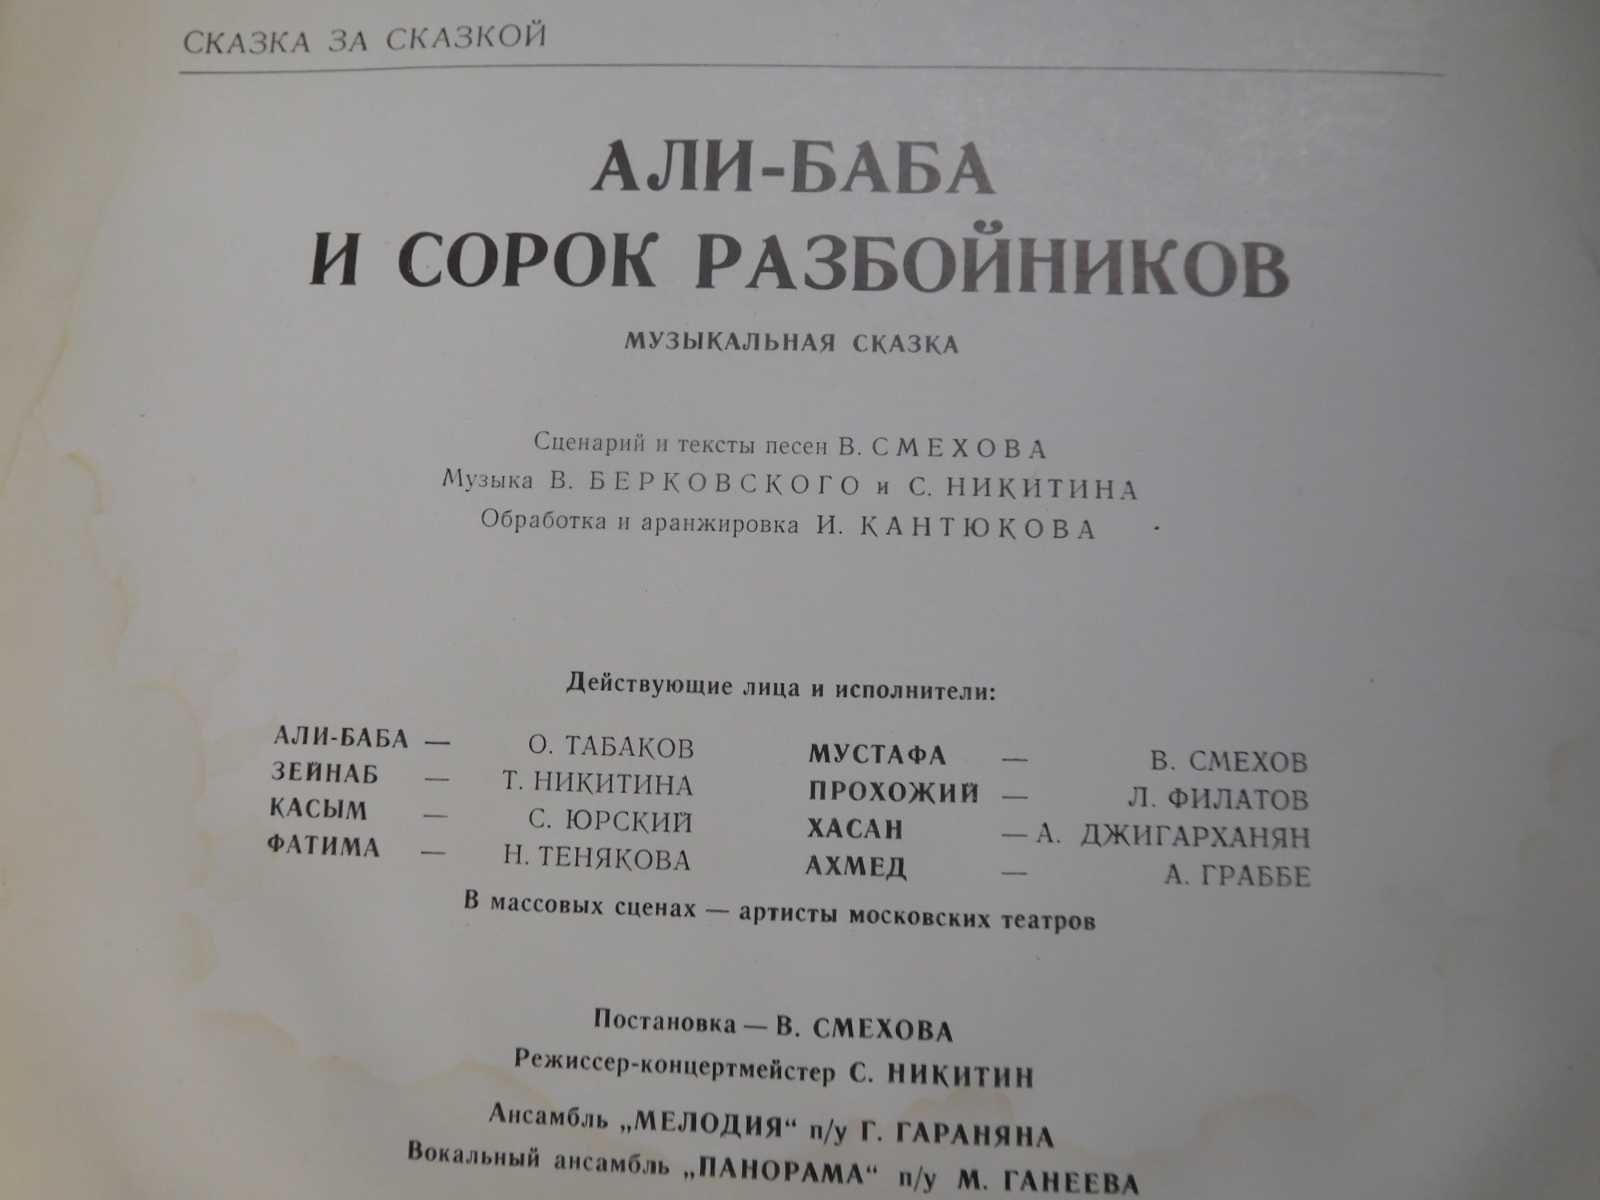 СКАЗКА ЗА СКАЗКОЙ
АЛИ-БАБА
И СОРОК РАЗБОЙНИКОВ
МУЗЫКАЛЬНАЯ СКАЗКА
Сценарий и тексты песен В. СМЕХОВА
Музыка В. БЕРКОВСКОГО и С. НИКИТИНА
Обработка и аранжировка И. КАНТЮКОВА
Действующие лица и исполнители:
АЛИ-БАБА — О. ТАБАКОВ
ЗЕЙНАБ — Т. НИКИТИНА
КАСЫМ — С. ЮРСКИЙ
ФАТИМА — Н. ТЕНЯКОВА
МУСТАФА — В. СМЕХОВ
ПРОХОЖИЙ — Л. ФИЛАТОВ
ХАСАН — А. ДЖИГАРХАНЯН
АХМЕД — А. ГРАББЕ
В массовых сценах — артисты московских театров
Постановка — В. СМЕХОВА
Режиссер-концертмейстер С. НИКИТИН
Ансамбль „МЕЛОДИЯ“ п/у Г. ГАРАНЯНА
Вокальный ансамбль „ПАНОРАМА“ п/у М. ГАНЕЕВА